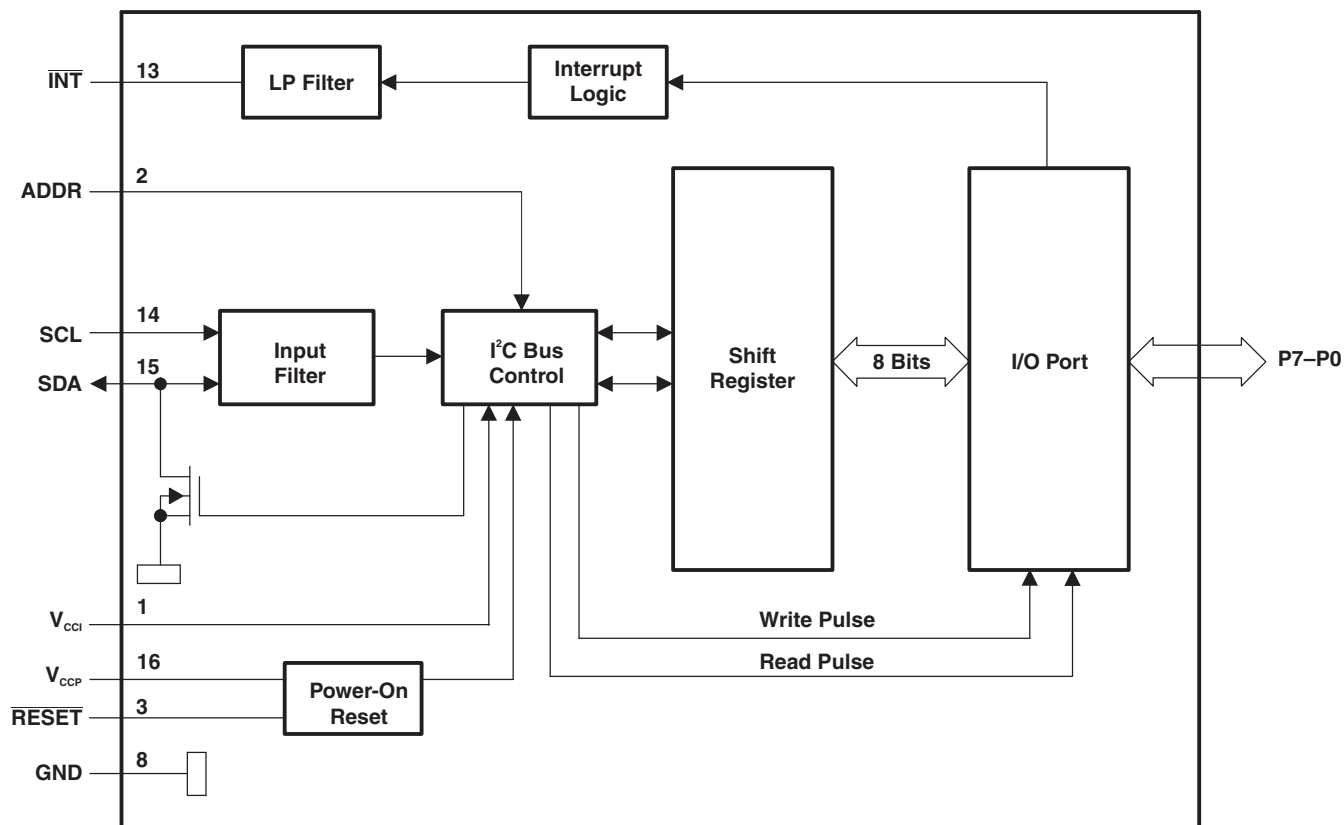 INT
13
LP Filter
Interrupt
Logic
ADDR
2
SCL
14
SDA
15
Input
Filter
I²C Bus
Control
Shift
Register
8 Bits
I/O Port
P7–P0
VCCI
1
Write Pulse
VCCP
16
Read Pulse
RESET
3
Power-On
Reset
GND
8